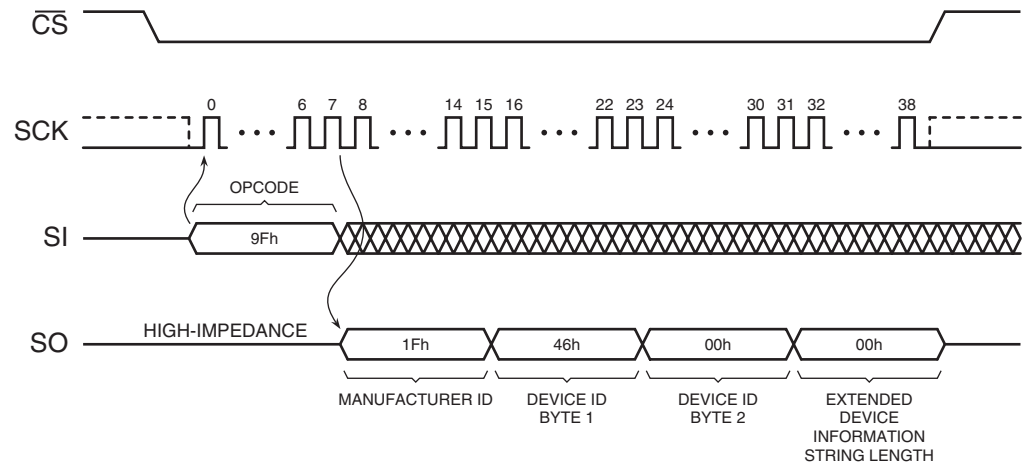 CS
SCK
0 6 7 8 14 15 16 22 23 24 30 31 32 38
OPCODE
SI
9Fh
HIGH-IMPEDANCE
SO
1Fh 46h 00h 00h
MANUFACTURER ID
DEVICE ID
BYTE 1
DEVICE ID
BYTE 2
EXTENDED
DEVICE
INFORMATION
STRING LENGTH